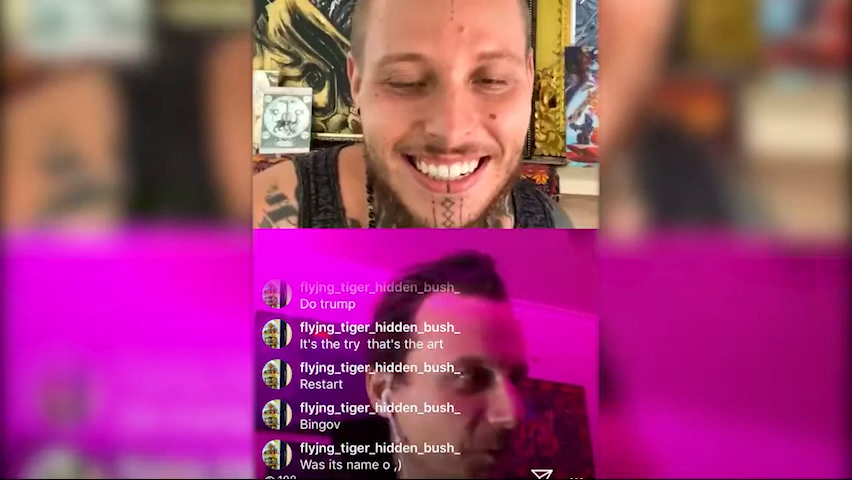 flyjng_tiger_hidden_bush_
Do trump
flyjng_tiger_hidden_bush_
It's the try that's the art
flyjng_tiger_hidden_bush_
Restart
flyjng_tiger_hidden_bush_
Bingov
flyjng_tiger_hidden_bush_
Was its name o ,)